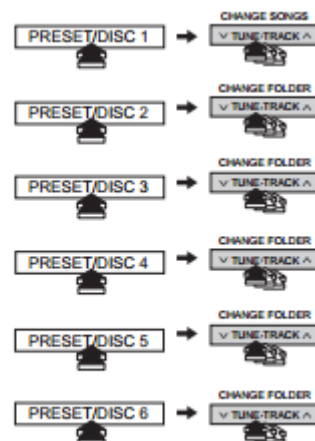 CHANGE SONGS
PRESET/DISC 1
∨ TUNE-TRACK ∧
CHANGE FOLDER
PRESET/DISC 2
∨ TUNE-TRACK ∧
CHANGE FOLDER
PRESET/DISC 3
∨ TUNE-TRACK ∧
CHANGE FOLDER
PRESET/DISC 4
∨ TUNE-TRACK ∧
CHANGE FOLDER
PRESET/DISC 5
∨ TUNE-TRACK ∧
CHANGE FOLDER
PRESET/DISC 6
∨ TUNE-TRACK ∧